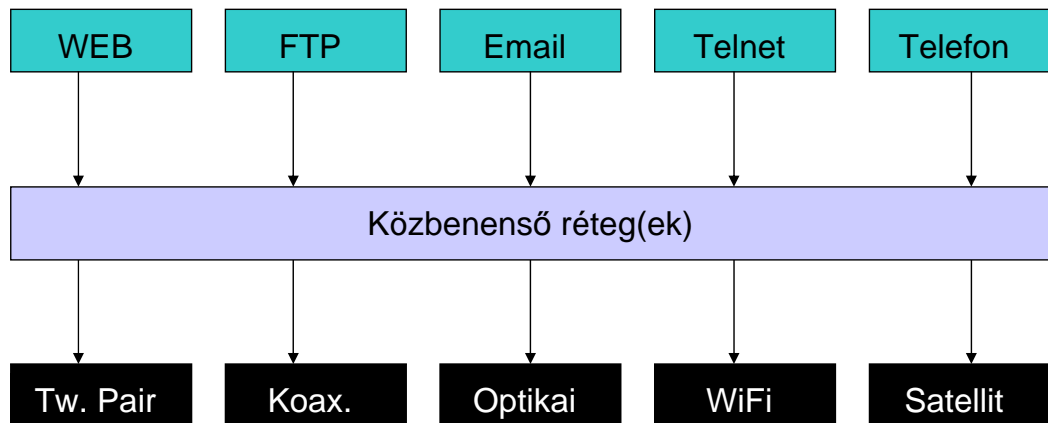 WEB FTP Email Telnet Telefon
Közbenenső réteg(ek)
Tw. Pair Koax. Optikai WiFi Satellit